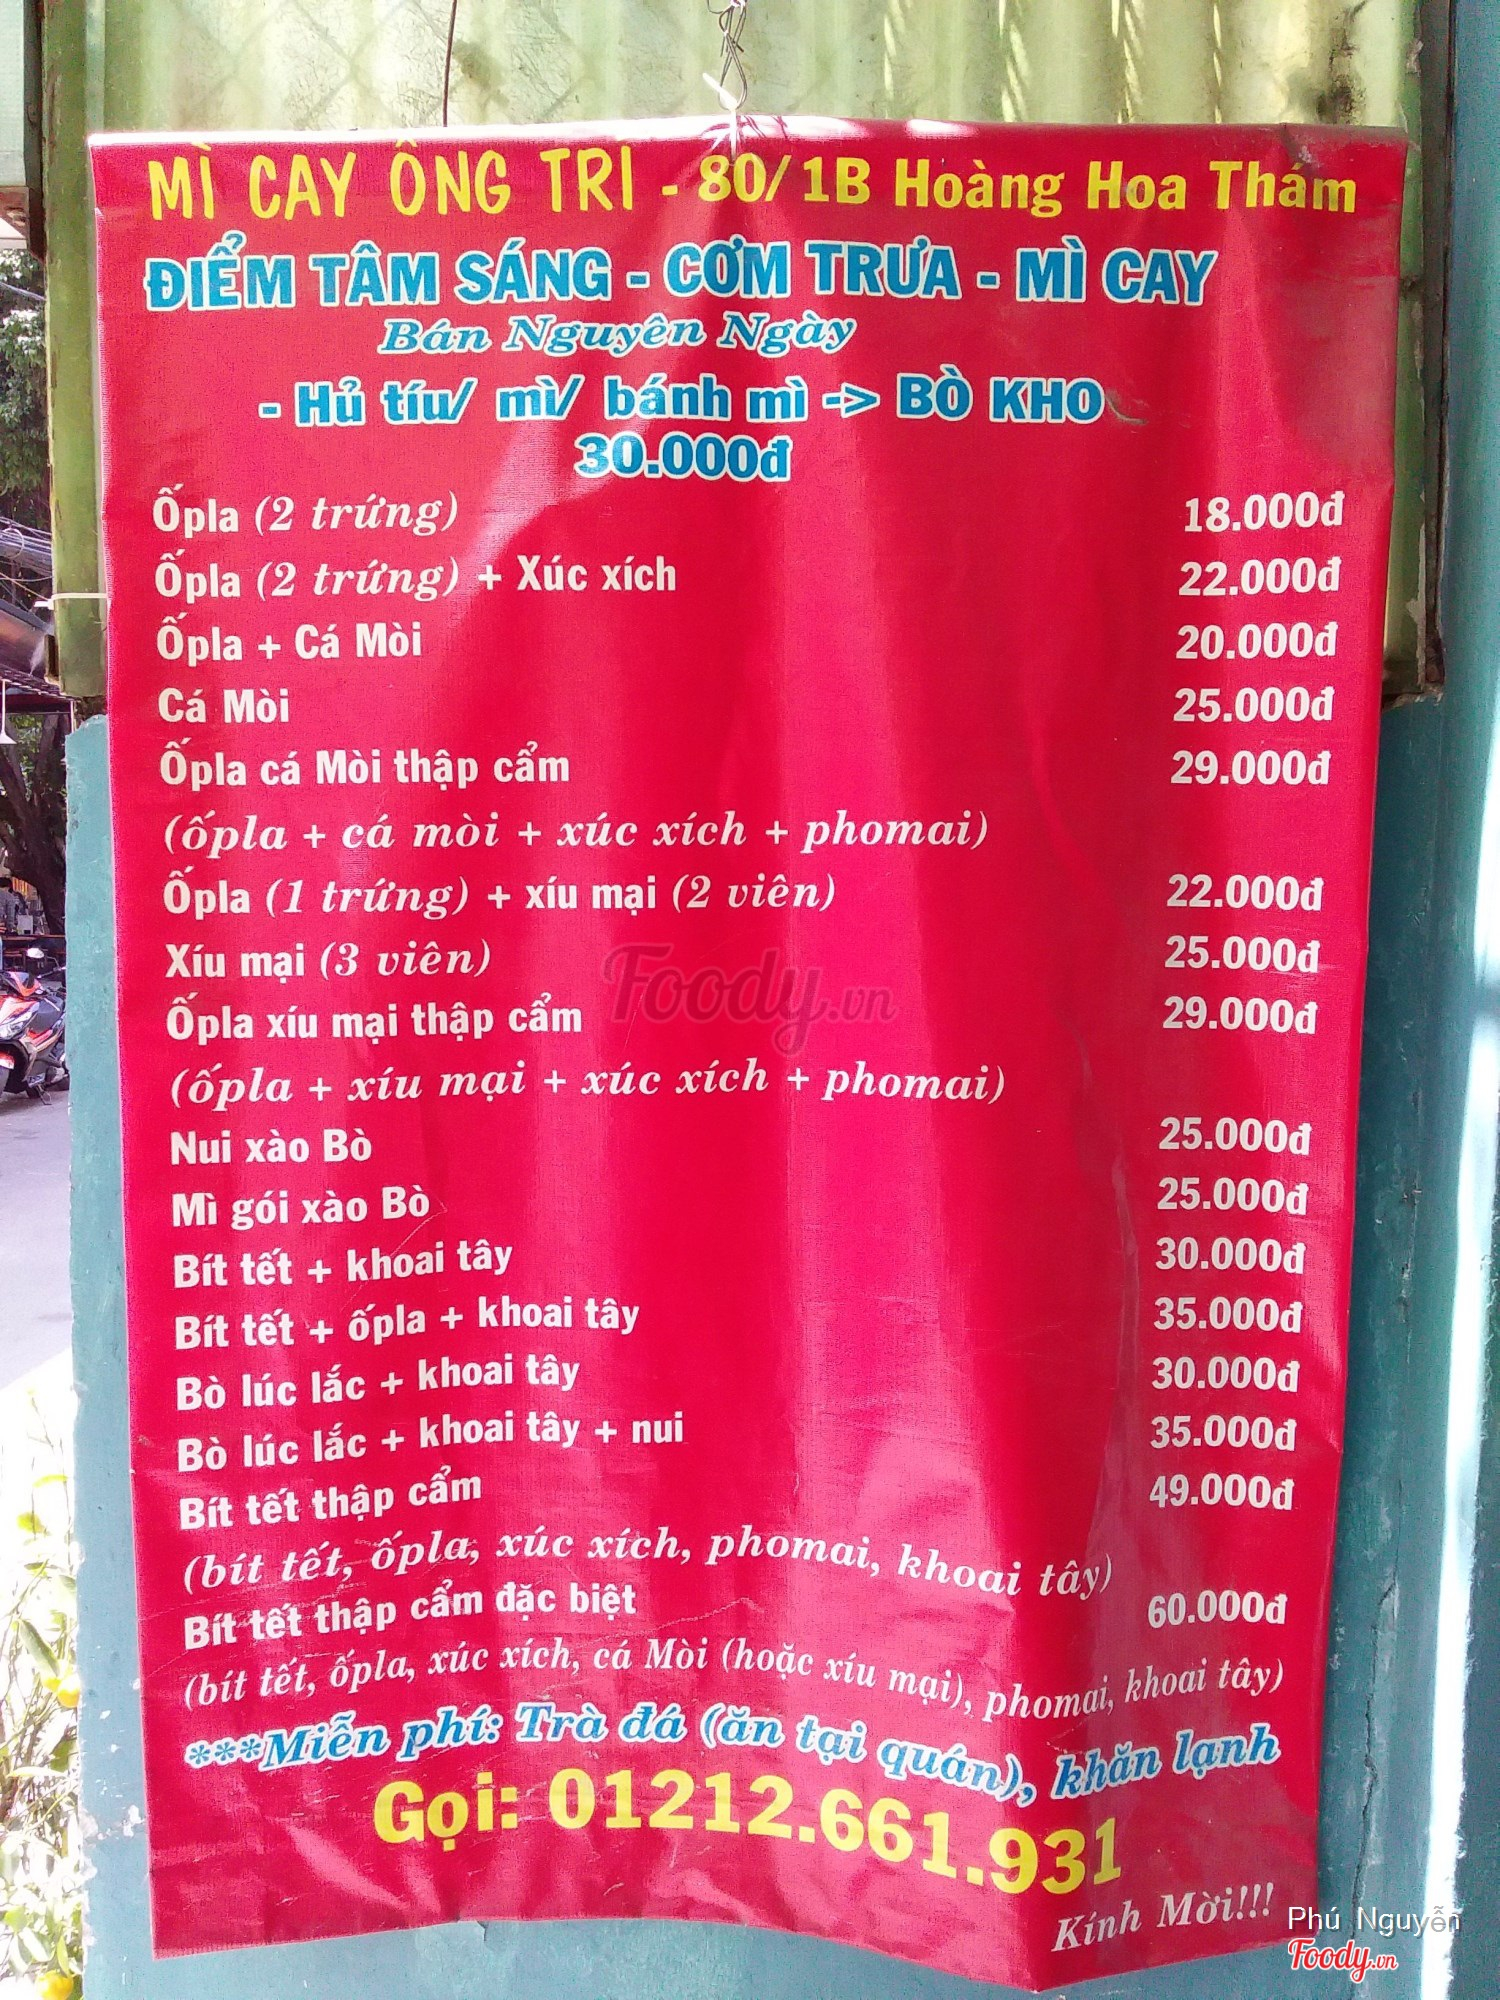 MÌ CAY ÔNG TRI - 80/1B Hoàng Hoa Thám
ĐIỂM TÂM SÁNG - CƠM TRƯA - MÌ CAY
Bán Nguyên Ngày
- Hủ tíu/ mì/ bánh mì -> BÒ KHO
30.000đ
Ốpla (2 trứng) 18.000đ
Ốpla (2 trứng) + Xúc xích 22.000đ
Ốpla + Cá Mòi 20.000đ
Cá Mòi 25.000đ
Ốpla cá Mòi thập cẩm 29.000đ
(ốpla + cá mòi + xúc xích + phomai)
Ốpla (1 trứng) + xíu mại (2 viên) 22.000đ
Xíu mại (3 viên) 25.000đ
Foody.vn
Ốpla xíu mại thập cẩm 29.000đ
(ốpla + xíu mại + xúc xích + phomai)
Nui xào Bò 25.000đ
Mì gói xào Bò 25.000đ
Bít tết + khoai tây 30.000đ
Bít tết + ốpla + khoai tây 35.000đ
Bò lúc lắc + khoai tây 30.000đ
Bò lúc lắc + khoai tây + nui 35.000đ
Bít tết thập cẩm 49.000đ
(bít tết, ốpla, xúc xích, phomai, khoai tây)
Bít tết thập cẩm đặc biệt 60.000đ
(bít tết, ốpla, xúc xích, cá Mòi (hoặc xíu mại), phomai, khoai tây)
***Miễn phí: Trà đá (ăn tại quán), khăn lạnh
Gọi: 01212.661.931
Kính Mời!!!
Phú Nguyễn
Foody.vn